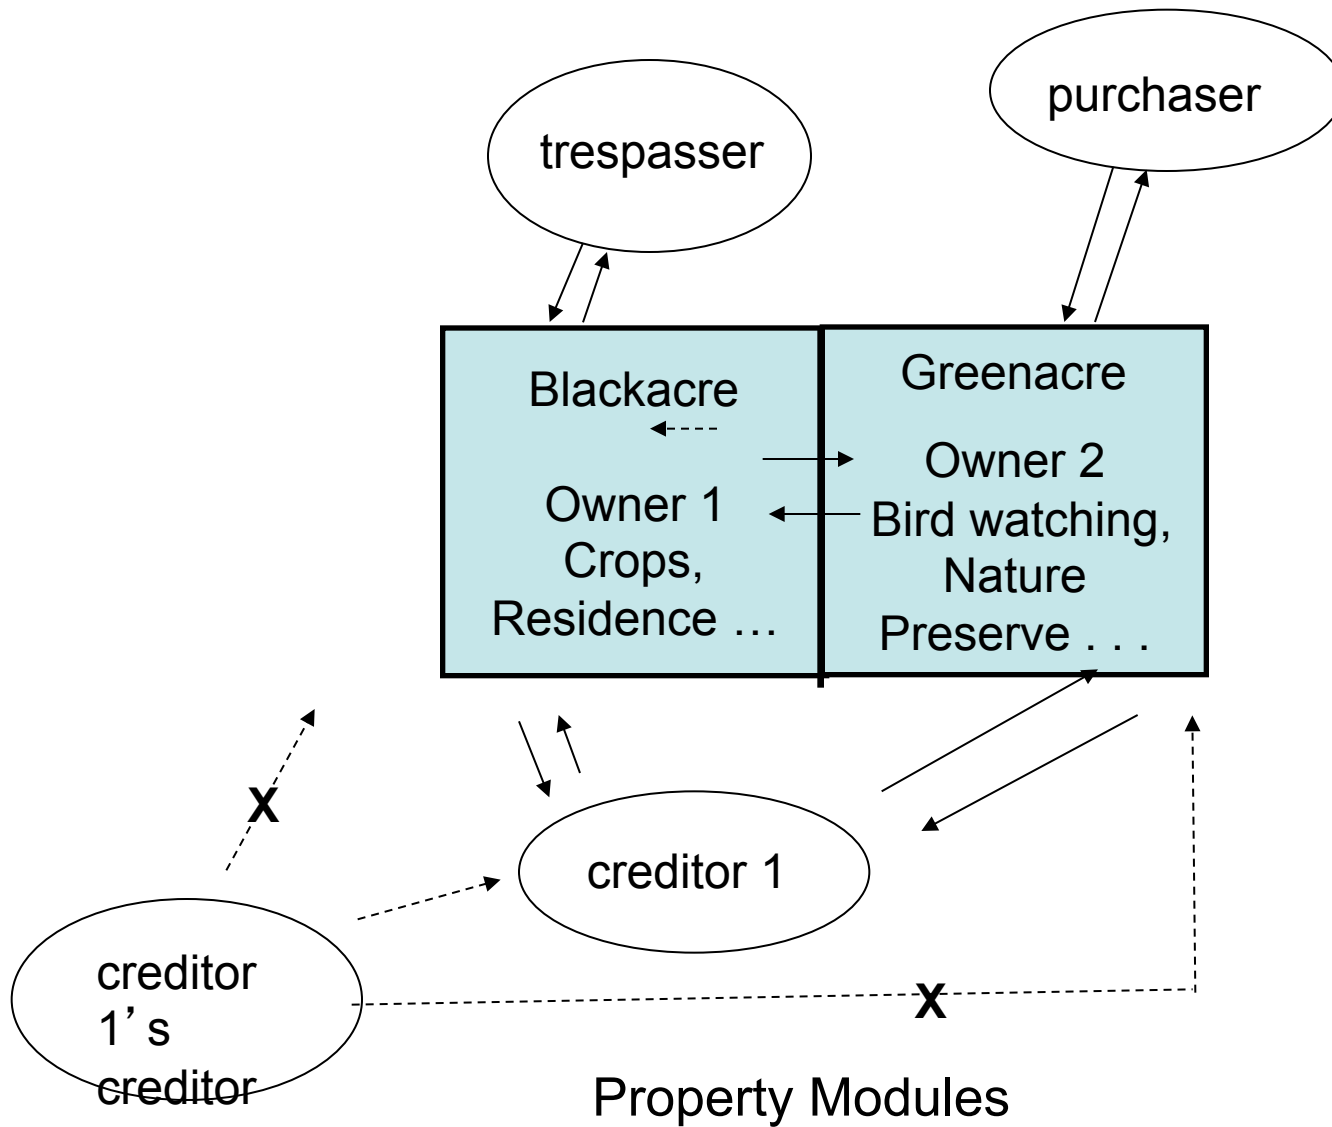 purchaser
trespasser
Blackacre
Owner 1
Crops,
Residence …
Greenacre
Owner 2
Bird watching,
Nature
Preserve . . .
X
creditor 1
creditor
1’ s
creditor
X
Property Modules